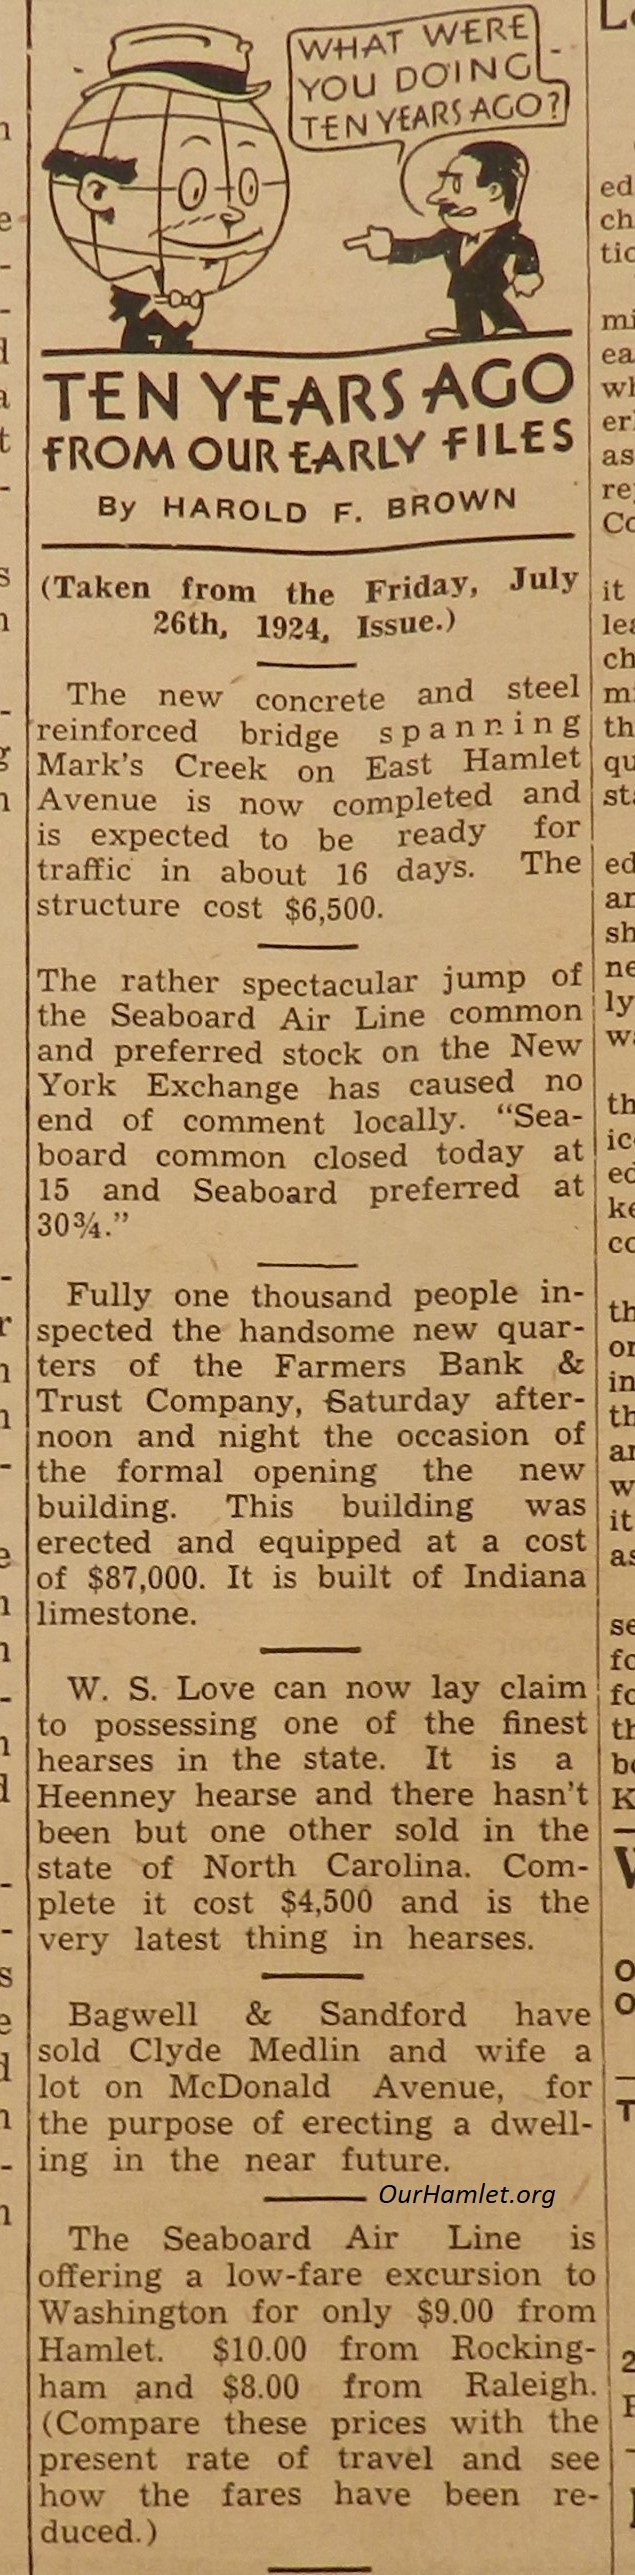 WHAT WERE
YOU DOING
TEN YEARS AGO?
TEN YEARS AGO
FROM OUR EARLY FILES
By HAROLD F. BROWN
(Taken from the Friday, July
26th, 1924, Issue.)
The new concrete and steel
reinforced bridge spanning
Mark's Creek on East Hamlet
Avenue is now completed and
is expected to be ready for
traffic in about 16 days. The
structure cost $6,500.
The rather spectacular jump of
the Seaboard Air Line common
and preferred stock on the New
York Exchange has caused no
end of comment locally. "Sea-
board common closed today at
15 and Seaboard preferred at
30¾."
Fully one thousand people in-
spected the handsome new quar-
ters of the Farmers Bank &
Trust Company, Saturday after-
noon and night the occasion of
the formal opening the new
building. This building was
erected and equipped at a cost
of $87,000. It is built of Indiana
limestone.
W. S. Love can now lay claim
to possessing one of the finest
hearses in the state. It is a
Heenney hearse and there hasn't
been but one other sold in the
state of North Carolina. Com-
plete it cost $4,500 and is the
very latest thing in hearses.
Bagwell & Sandford have
sold Clyde Medlin and wife a
lot on McDonald Avenue, for
the purpose of erecting a dwell-
ing in the near future.
OurHamlet.org
The Seaboard Air Line is
offering a low-fare excursion to
Washington for only $9.00 from
Hamlet. $10.00 from Rocking-
ham and $8.00 from Raleigh.
(Compare these prices with the
present rate of travel and see
how the fares have been re-
duced.)